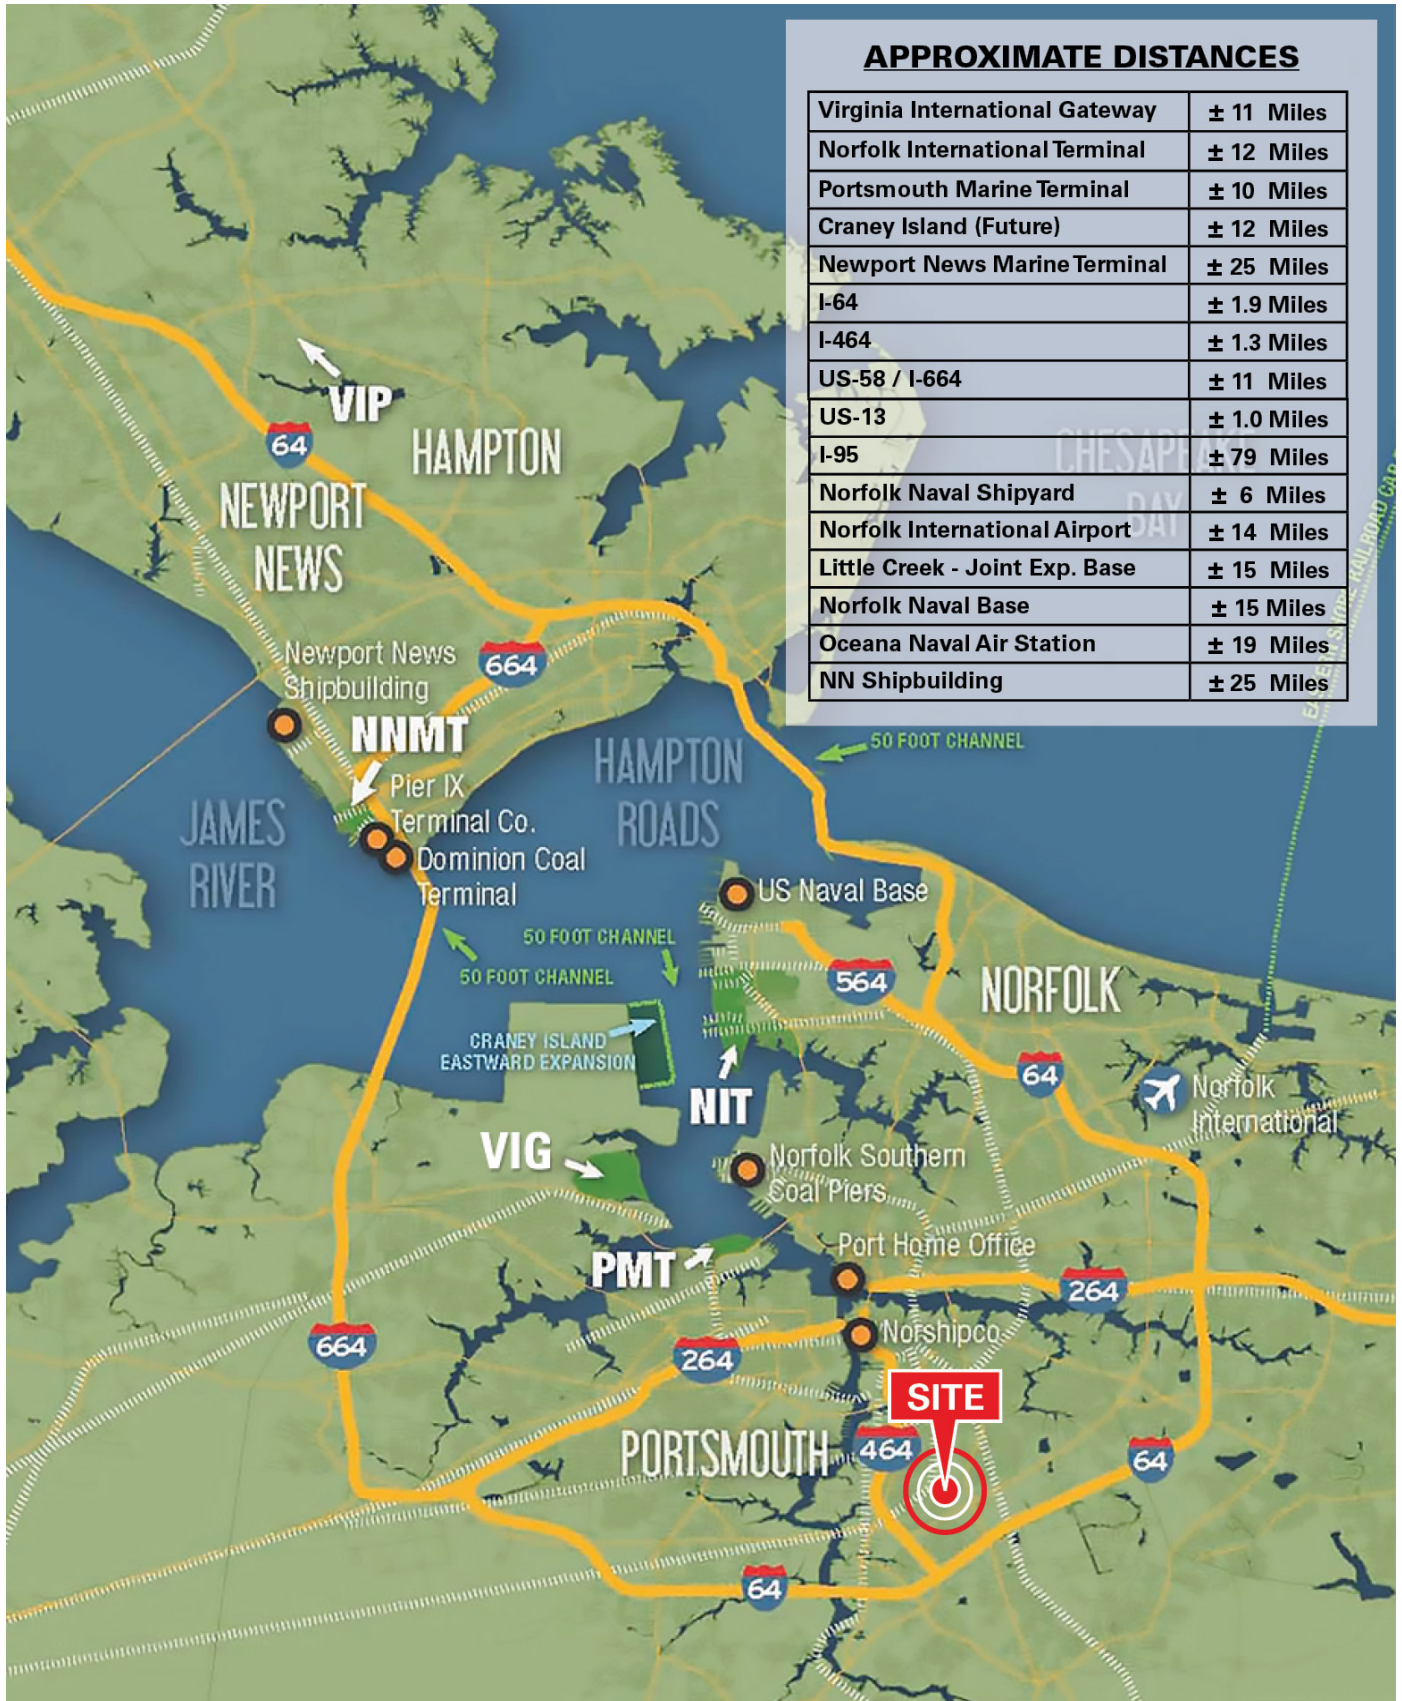 APPROXIMATE DISTANCES
Virginia International Gateway ± 11 Miles
Norfolk International Terminal ± 12 Miles
Portsmouth Marine Terminal ± 10 Miles
Craney Island (Future) ± 12 Miles
Newport News Marine Terminal ± 25 Miles
I-64 ± 1.9 Miles
I-464 ± 1.3 Miles
US-58 / I-664 ± 11 Miles
US-13 ± 1.0 Miles
I-95 ± 79 Miles
Norfolk Naval Shipyard ± 6 Miles
Norfolk International Airport ± 14 Miles
Little Creek - Joint Exp. Base ± 15 Miles
Norfolk Naval Base ± 15 Miles
Oceana Naval Air Station ± 19 Miles
NN Shipbuilding ± 25 Miles
CHESAPEAKE
BAY
EASTERN SHORE RAILROAD CAR
VIP
64
HAMPTON
NEWPORT
NEWS
Newport News
Shipbuilding
664
NNMT
Pier IX
Terminal Co.
Dominion Coal
Terminal
HAMPTON
ROADS
50 FOOT CHANNEL
JAMES
RIVER
US Naval Base
50 FOOT CHANNEL
50 FOOT CHANNEL
564
NORFOLK
CRANEY ISLAND
EASTWARD EXPANSION
NIT
64
Norfolk
International
VIG
Norfolk Southern
Coal Piers
PMT
Port Home Office
264
664
264
Norshipco
SITE
PORTSMOUTH
464
64
64